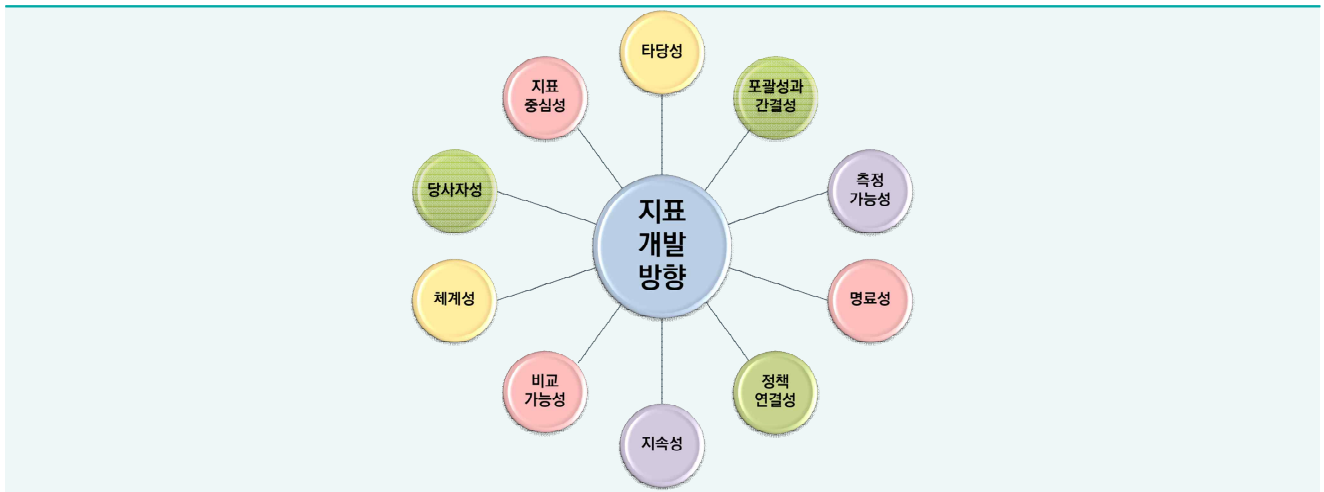 타당성
포괄성과
간결성
측정
가능성
명료성
정책
연결성
지속성
비교
가능성
체계성
당사자성
지표
중심성
지표
개발
방향